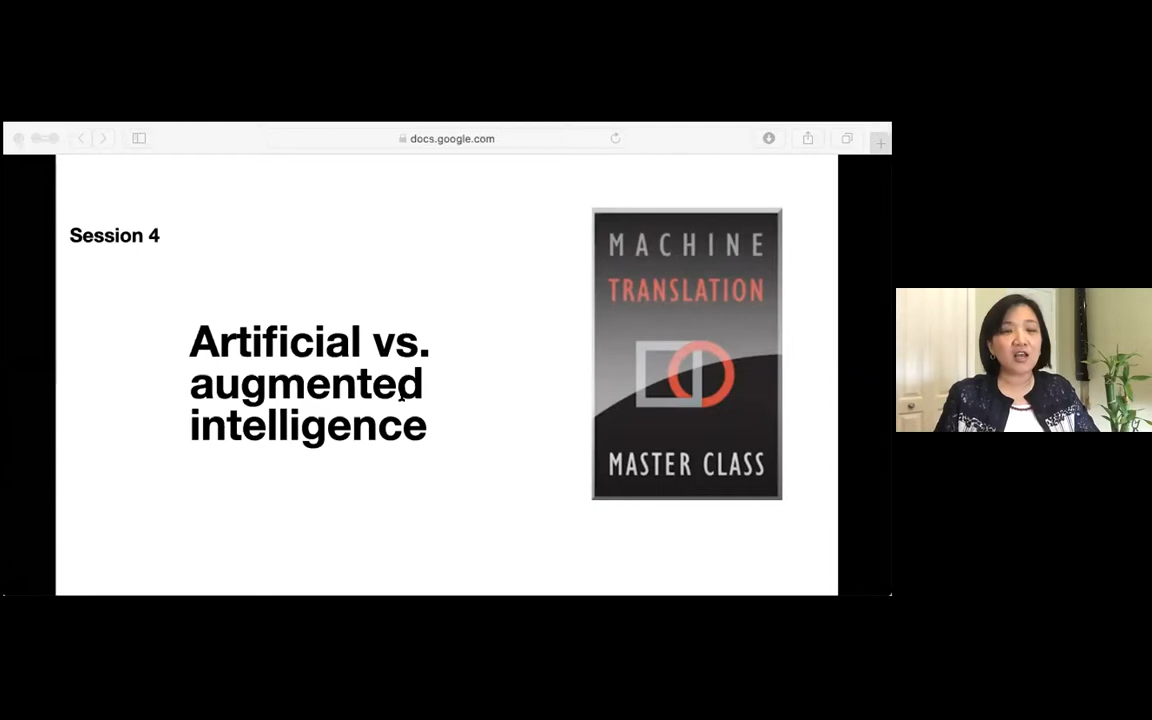 docs.google.com
Session 4
Artificial vs.
augmented
intelligence
MACHINE
TRANSLATION
MASTER CLASS